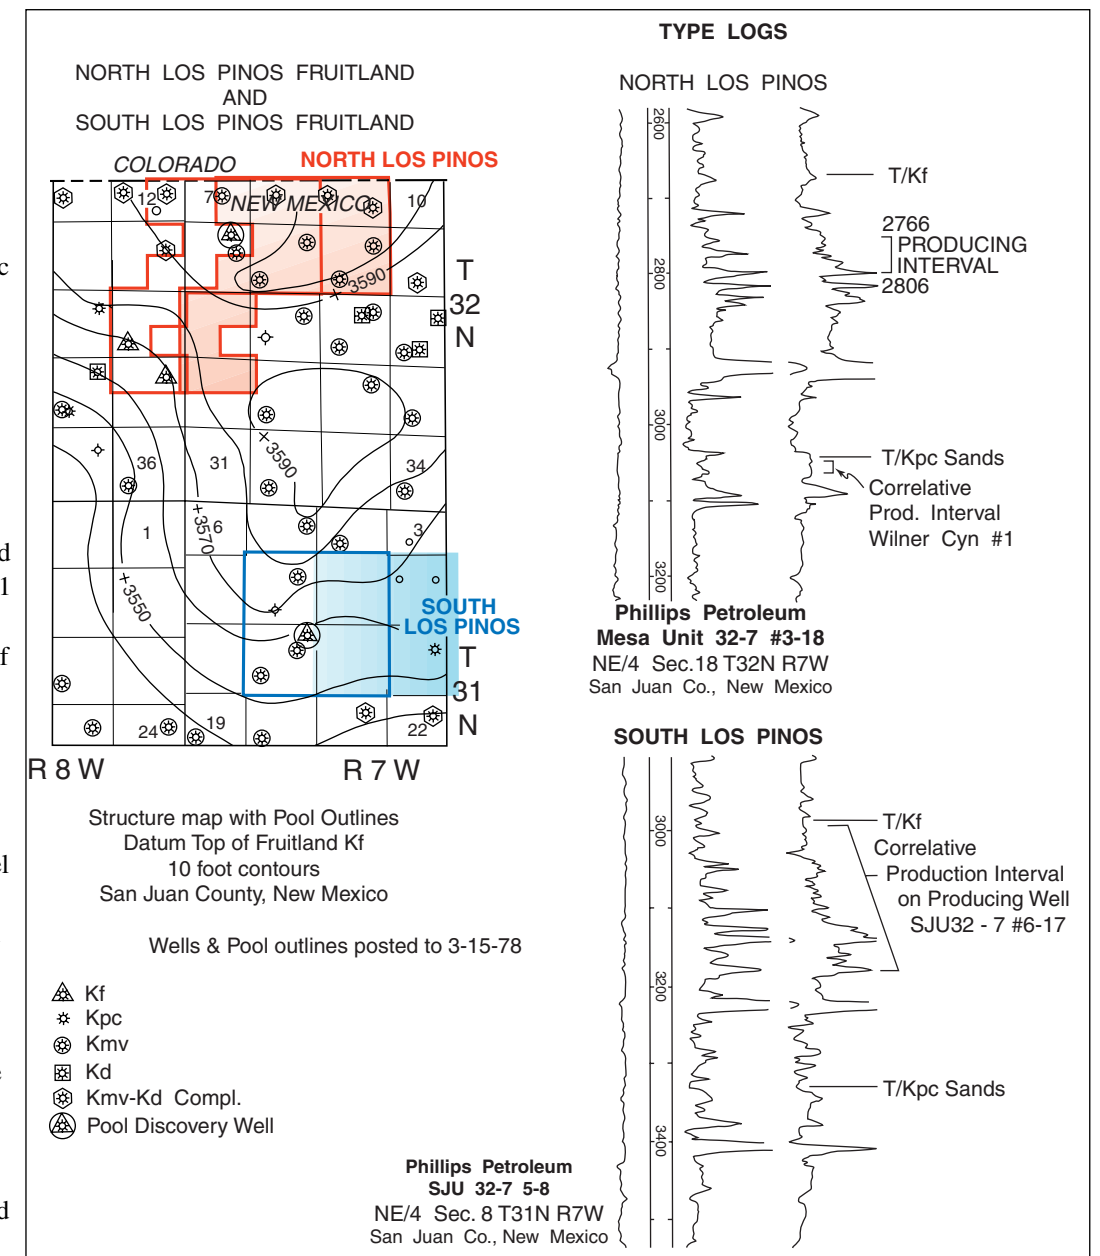 TYPE LOGS
NORTH LOS PINOS FRUITLAND
AND
SOUTH LOS PINOS FRUITLAND
COLORADO
NORTH LOS PINOS
12
7
NEW MEXICO
10
+ 3590
T
32
N
+ 3590
36
31
34
+ 3570
1
6
3
+ 3550
SOUTH
LOS PINOS
T
31
N
24
19
22
R 8 W
R 7 W
Structure map with Pool Outlines
Datum Top of Fruitland Kf
10 foot contours
San Juan County, New Mexico
Wells & Pool outlines posted to 3-15-78
Kf
Kpc
Kmv
Kd
Kmv-Kd Compl.
Pool Discovery Well
NORTH LOS PINOS
2600
T/Kf
2766
PRODUCING
INTERVAL
2800
2806
3000
T/Kpc Sands
Correlative
Prod. Interval
Wilner Cyn #1
3200
Phillips Petroleum
Mesa Unit 32-7 #3-18
NE/4 Sec.18 T32N R7W
San Juan Co., New Mexico
SOUTH LOS PINOS
3000
T/Kf
Correlative
Production Interval
on Producing Well
SJU32 - 7 #6-17
3200
T/Kpc Sands
3400
Phillips Petroleum
SJU 32-7 5-8
NE/4 Sec. 8 T31N R7W
San Juan Co., New Mexico
c
d
l
f
el
e
d